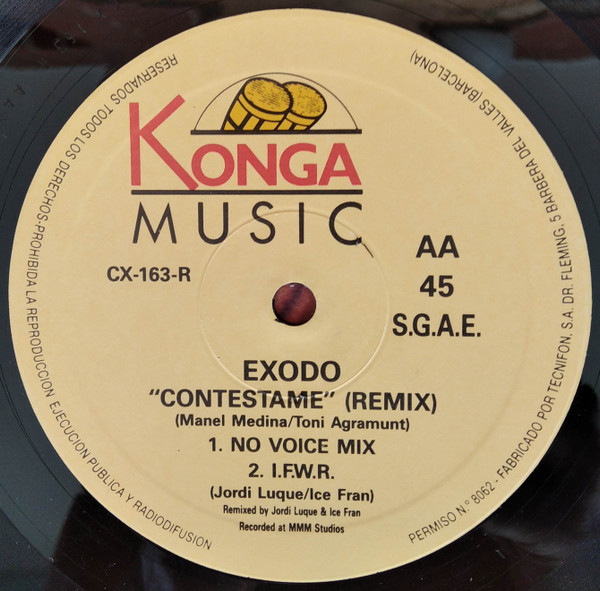 KONGA
MUSIC
CX-163-R
AA
45
S.G.A.E.
EXODO
"CONTESTAME" (REMIX)
(Manel Medina/Toni Agramunt)
1. NO VOICE MIX
2. I.F.W.R.
(Jordi Luque/Ice Fran)
Remixed by Jordi Luque & Ice Fran
Recorded at MMM Studios
RESERVADOS TODOS LOS DERECHOS-PROHIBIDA LA REPRODUCCION EJECUCION PUBLICA Y RADIODIFUSION
PERMISO N.º 8062 - FABRICADO POR TECNIFON, S.A. DR. FLEMING, 5 BARBERA DEL VALLES (BARCELONA)